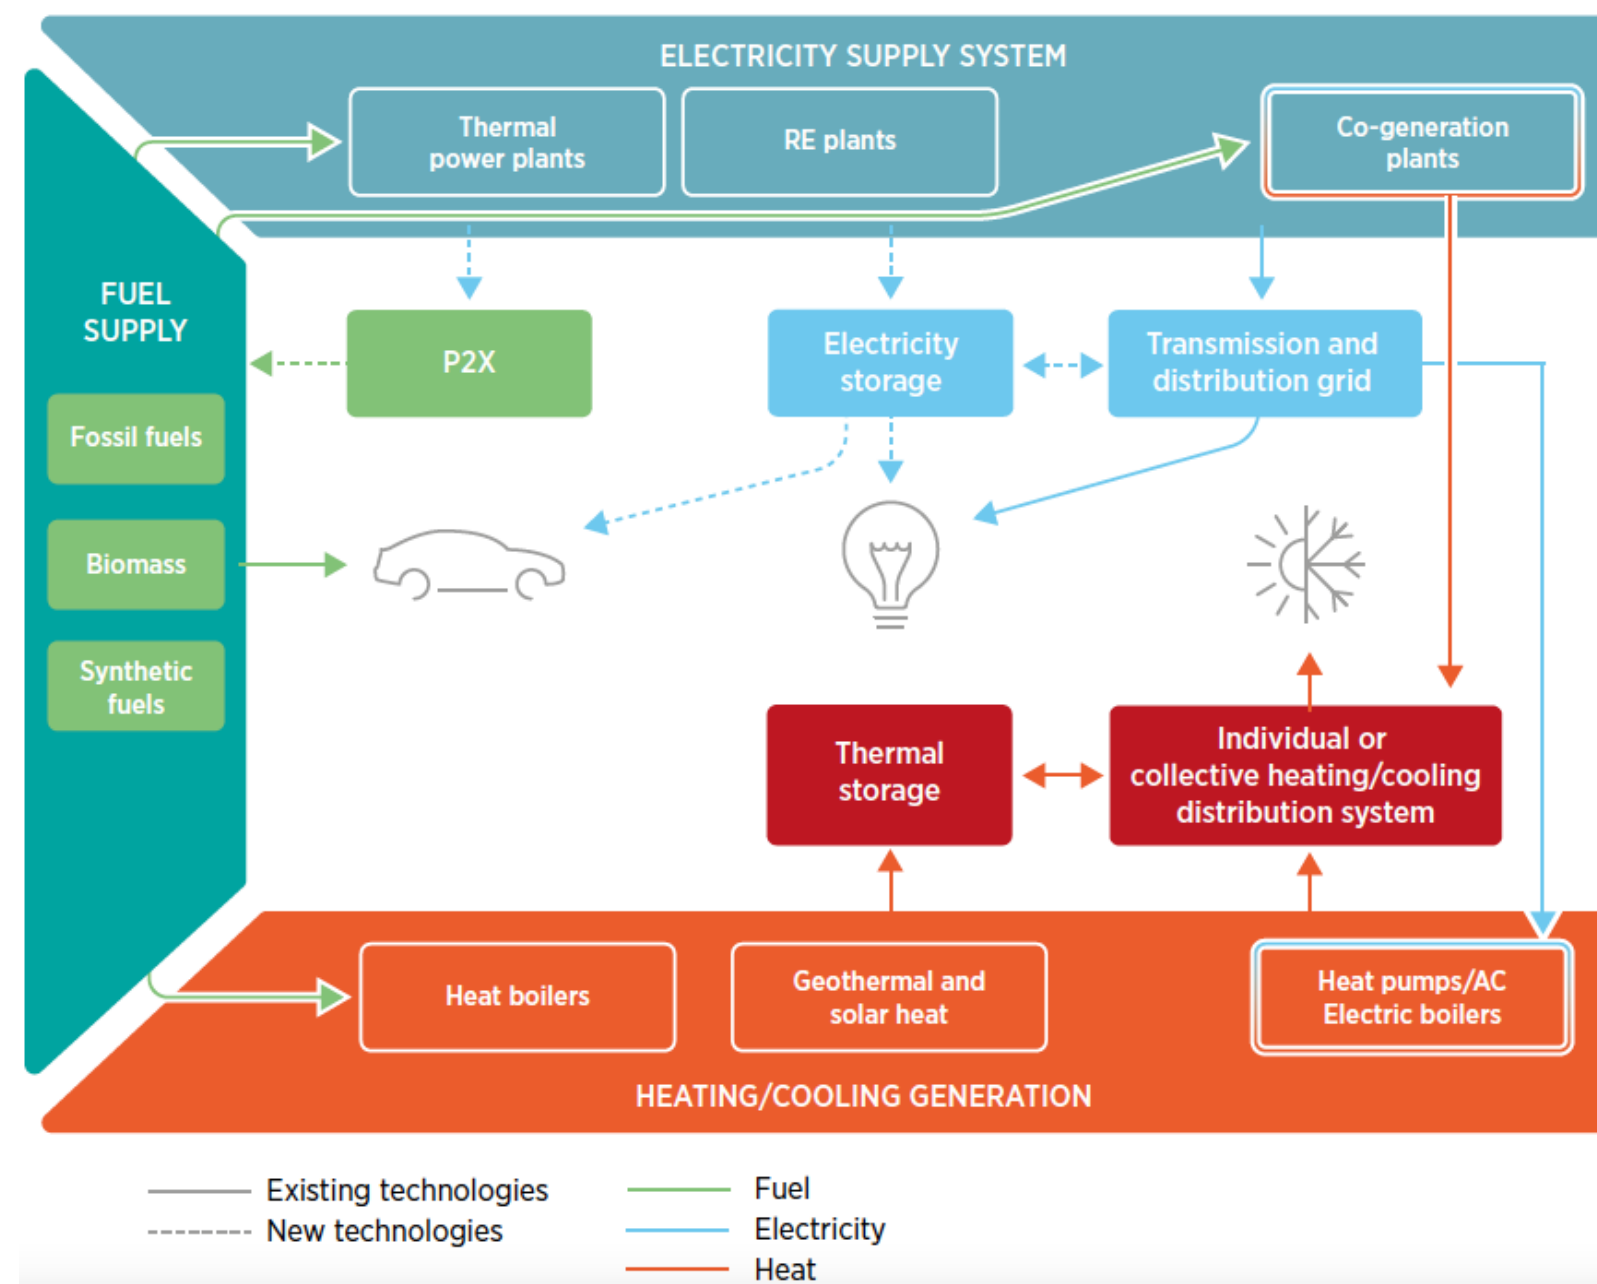 ELECTRICITY SUPPLY SYSTEM
Thermal
power plants
RE plants
Co-generation
plants
FUEL
SUPPLY
Fossil fuels
Biomass
Synthetic
fuels
P2X
Electricity
storage
Transmission and
distribution grid
Thermal
storage
Individual or
collective heating/cooling
distribution system
Heat boilers
Geothermal and
solar heat
Heat pumps/AC
Electric boilers
HEATING/COOLING GENERATION
Existing technologies
New technologies
Fuel
Electricity
Heat